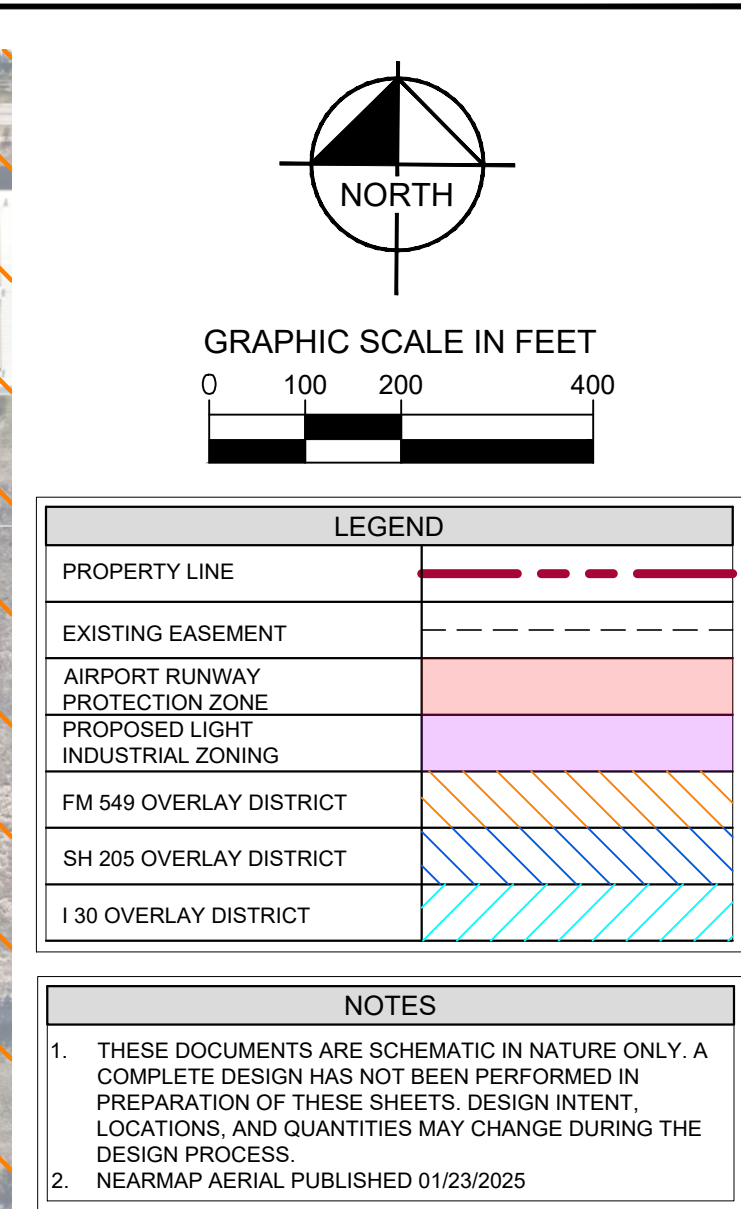 NORTH
GRAPHIC SCALE IN FEET
0 100 200 400
LEGEND
PROPERTY LINE
EXISTING EASEMENT
AIRPORT RUNWAY
PROTECTION ZONE
PROPOSED LIGHT
INDUSTRIAL ZONING
FM 549 OVERLAY DISTRICT
SH 205 OVERLAY DISTRICT
I 30 OVERLAY DISTRICT
NOTES
1. THESE DOCUMENTS ARE SCHEMATIC IN NATURE ONLY. A
COMPLETE DESIGN HAS NOT BEEN PERFORMED IN
PREPARATION OF THESE SHEETS. DESIGN INTENT,
LOCATIONS, AND QUANTITIES MAY CHANGE DURING THE
DESIGN PROCESS.
2. NEARMAP AERIAL PUBLISHED 01/23/2025